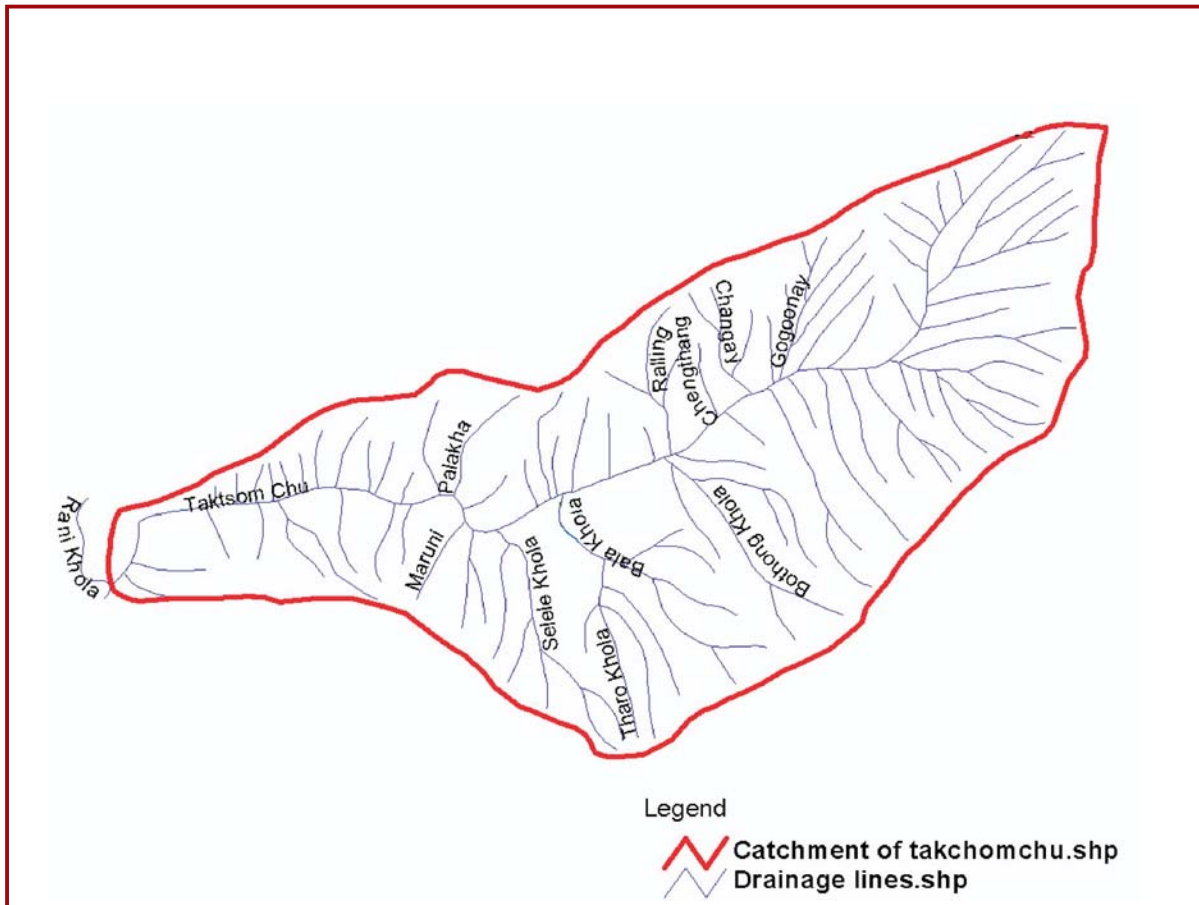 Gogoonay
Changay
Chengthang
Ralling
Palakha
Taktsom Chu
Rani Khola
Maruni
Selele Khola
Bala Khola
Bothong Khola
Tharo Khola
Legend
Catchment of takchomchu.shp
Drainage lines.shp